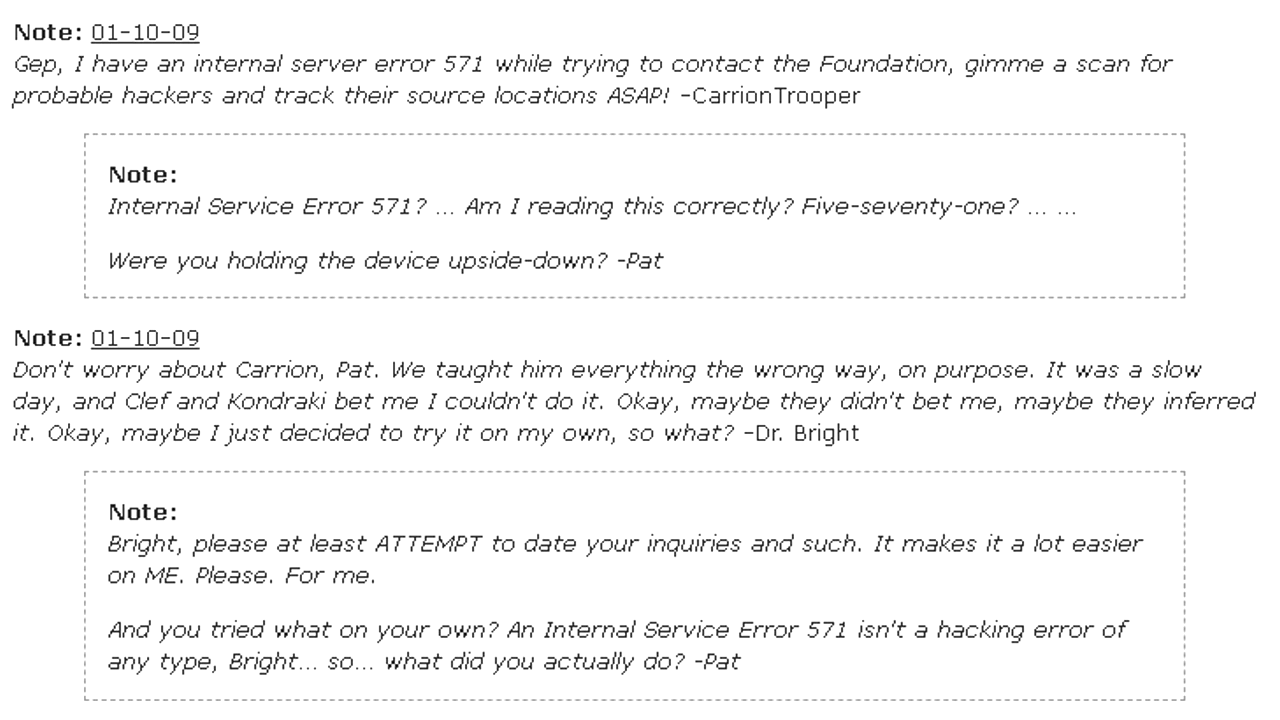 Note: 01-10-09
Gep, I have an internal server error 571 while trying to contact the Foundation, gimme a scan for
probable hackers and track their source locations ASAP! -CarrionTrooper
Note:
Internal Service Error 571? ... Am I reading this correctly? Five-seventy-one? ... ...
Were you holding the device upside-down? -Pat
Note: 01-10-09
Don't worry about Carrion, Pat. We taught him everything the wrong way, on purpose. It was a slow
day, and Clef and Kondraki bet me I couldn't do it. Okay, maybe they didn't bet me, maybe they inferred
it. Okay, maybe I just decided to try it on my own, so what? -Dr. Bright
Note:
Bright, please at least ATTEMPT to date your inquiries and such. It makes it a lot easier
on ME. Please. For me.
And you tried what on your own? An Internal Service Error 571 isn't a hacking error of
any type, Bright... so... what did you actually do? -Pat